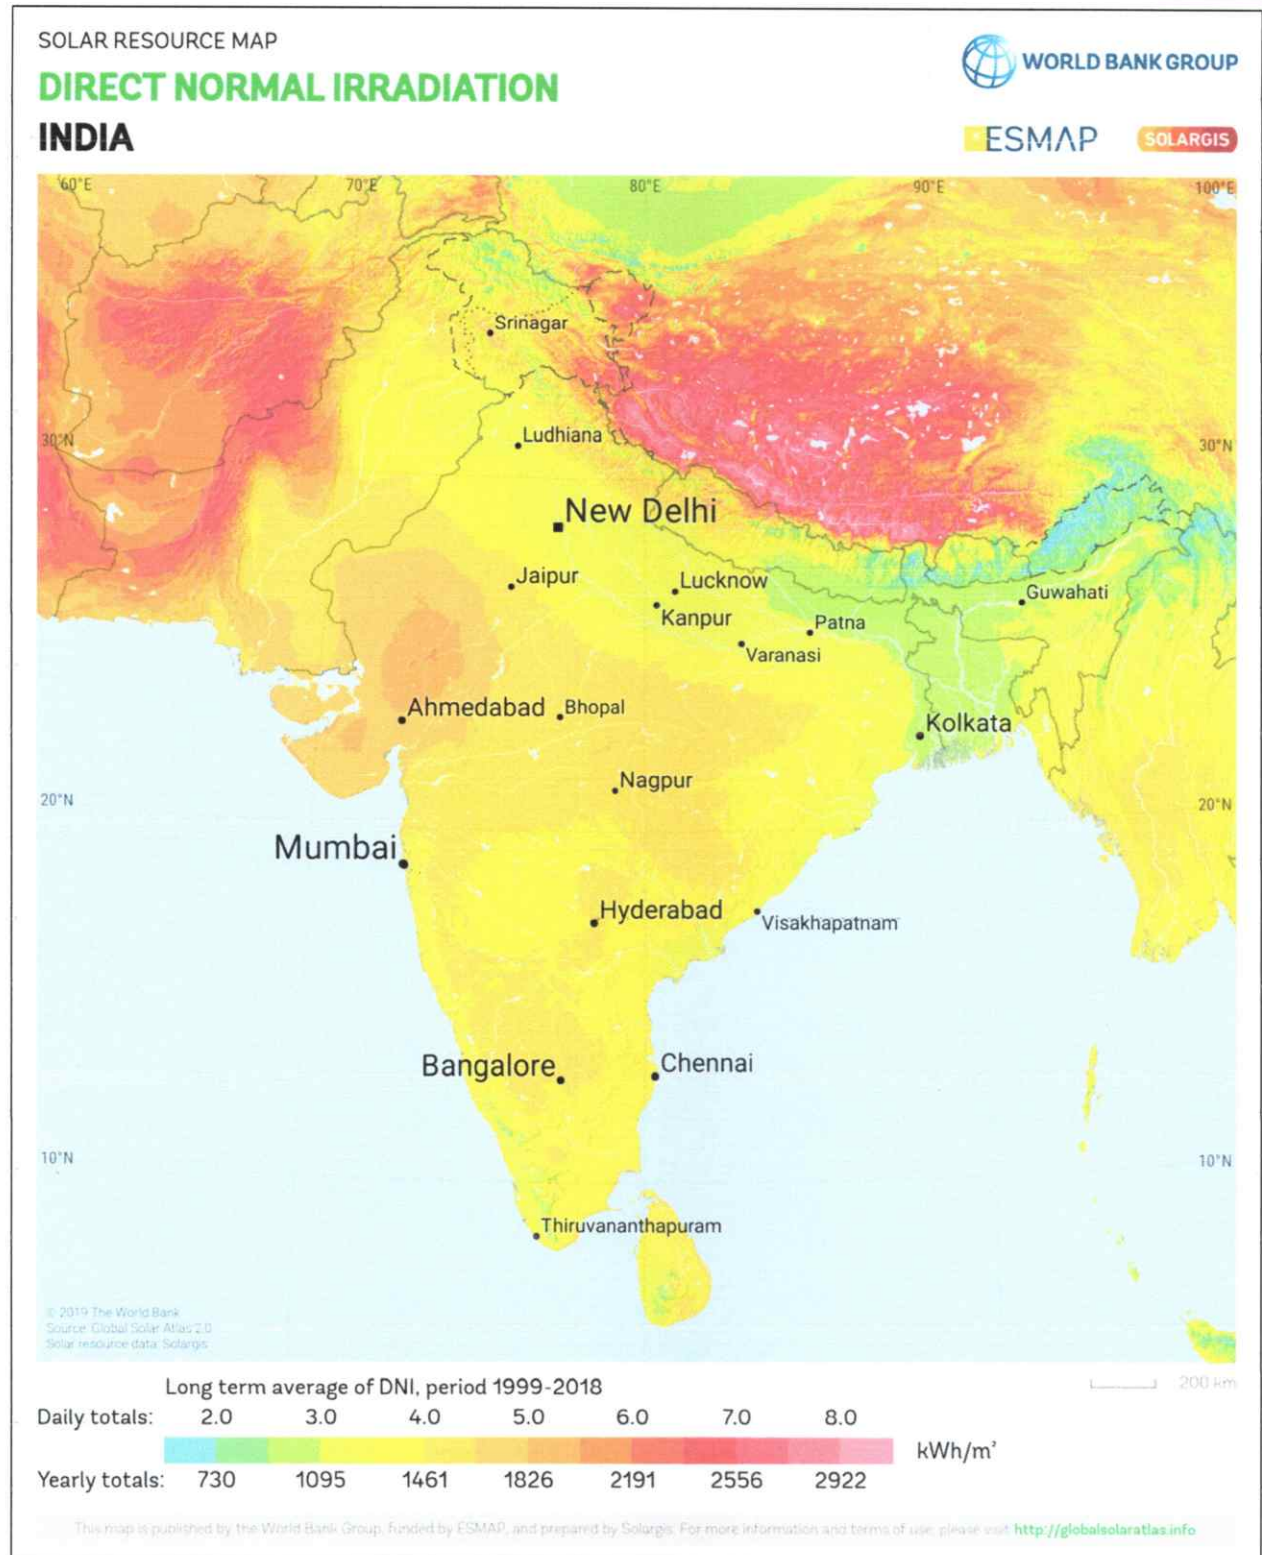 SOLAR RESOURCE MAP
DIRECT NORMAL IRRADIATION
INDIA
WORLD BANK GROUP
ESMAP
SOLARGIS
60°E
70°E
80°E
90°E
100°E
Srinagar
30°N
Ludhiana
30°N
New Delhi
Jaipur
Lucknow
Kanpur
Guwahati
Patna
Varanasi
Ahmedabad
Bhopal
Kolkata
Nagpur
20°N
20°N
Mumbai
Hyderabad
Visakhapatnam
Bangalore
Chennai
10°N
10°N
Thiruvananthapuram
© 2019 The World Bank
Source: Global Solar Atlas 2.0
Solar resource data: Solargis
Long term average of DNI, period 1999-2018
200 km
Daily totals: 2.0 3.0 4.0 5.0 6.0 7.0 8.0
kWh/m²
Yearly totals: 730 1095 1461 1826 2191 2556 2922
This map is published by the World Bank Group, funded by ESMAP, and prepared by Solargis. For more information and terms of use, please visit http://globalsolaratlas.info